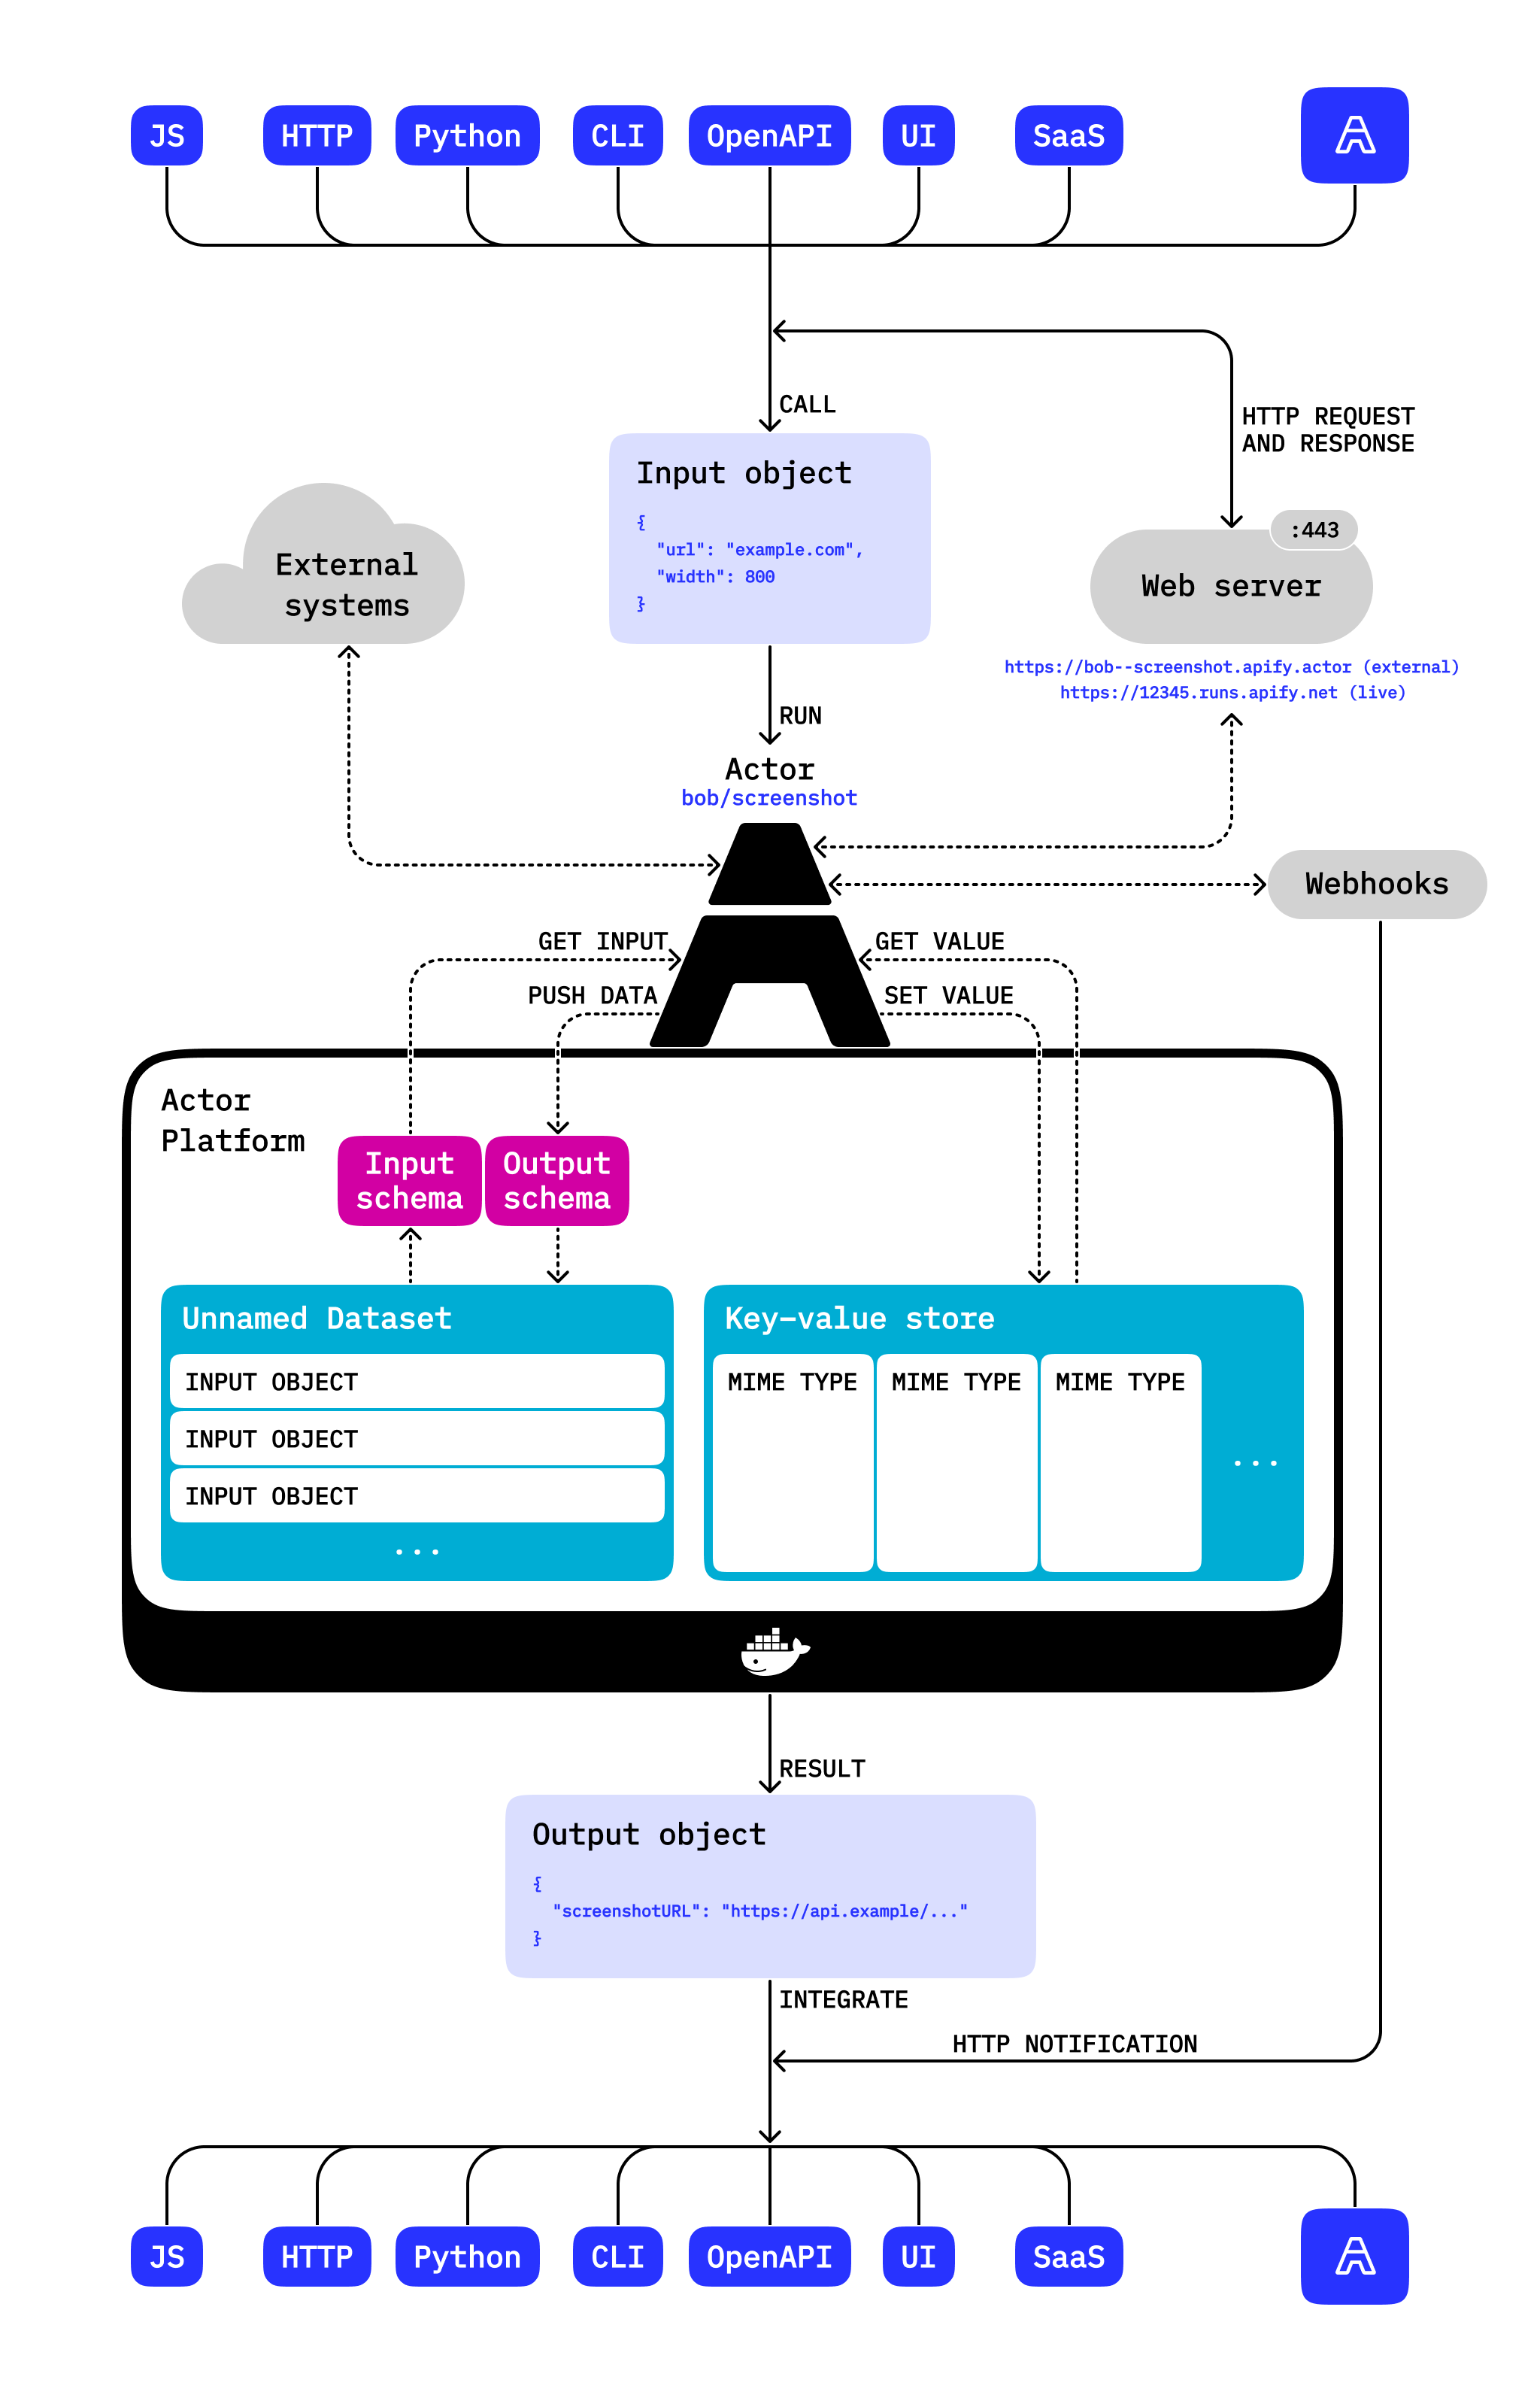 JS
HTTP
Python
CLI
OpenAPI
UI
SaaS
CALL
HTTP REQUEST
AND RESPONSE
Input object
{
"url": "example.com",
"width": 800
}
External
systems
:443
Web server
https://bob--screenshot.apify.actor (external)
https://12345.runs.apify.net (live)
RUN
Actor
bob/screenshot
Webhooks
GET INPUT
GET VALUE
PUSH DATA
SET VALUE
Actor
Platform
Input
schema
Output
schema
Unnamed Dataset
INPUT OBJECT
INPUT OBJECT
INPUT OBJECT
...
Key-value store
MIME TYPE
MIME TYPE
MIME TYPE
...
RESULT
Output object
{
"screenshotURL": "https://api.example/..."
}
INTEGRATE
HTTP NOTIFICATION
JS
HTTP
Python
CLI
OpenAPI
UI
SaaS